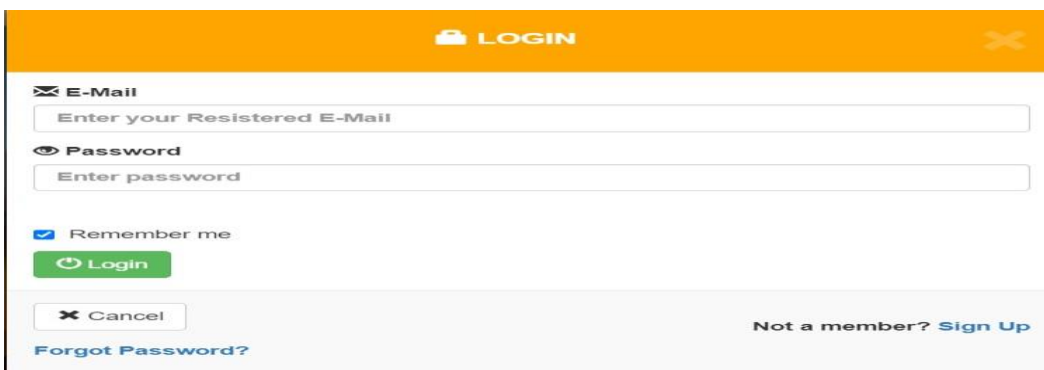 LOGIN
E-Mail
Enter your Resistered E-Mail
Password
Enter password
Remember me
Login
Cancel
Not a member? Sign Up
Forgot Password?